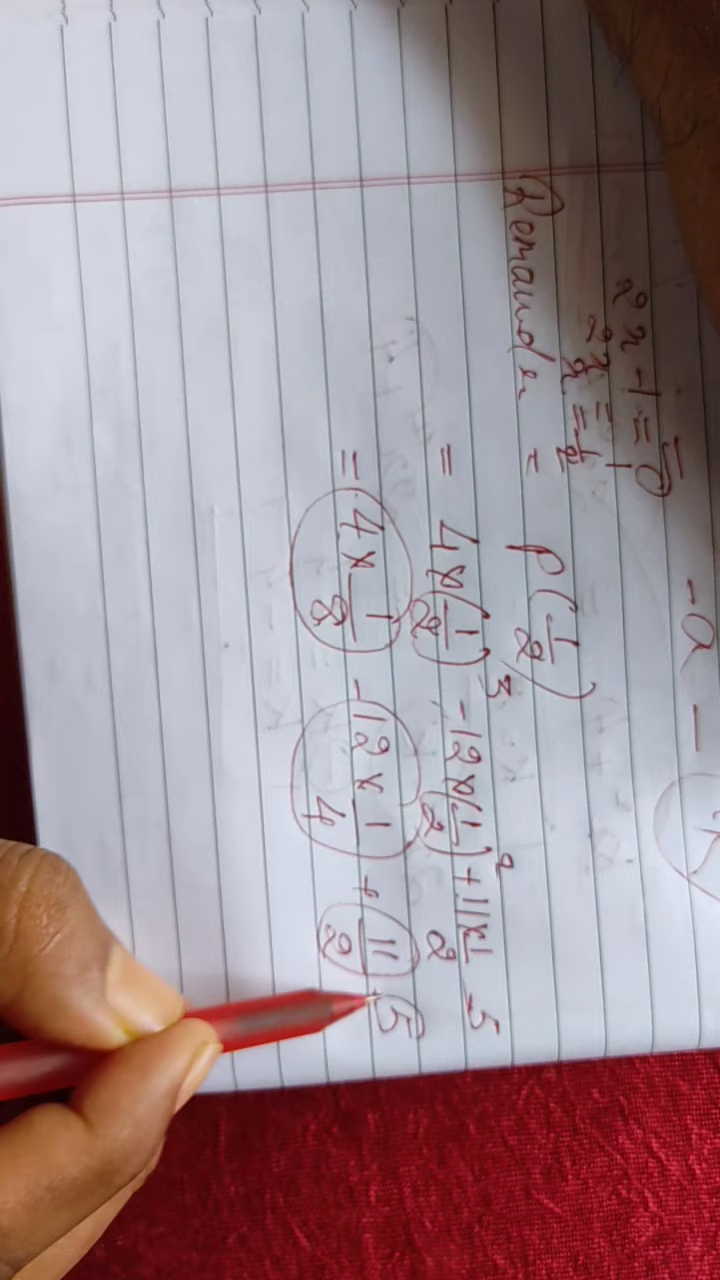 - a -
2x - 1 = 0
2x = 1
x = 1/2
Remainder = p(1/2)
= 4×(1/2)³ - 12×(1/2)² + 11×1/2 - 5
= 4×1/8 - 12×1/4 + 11/2 - 5